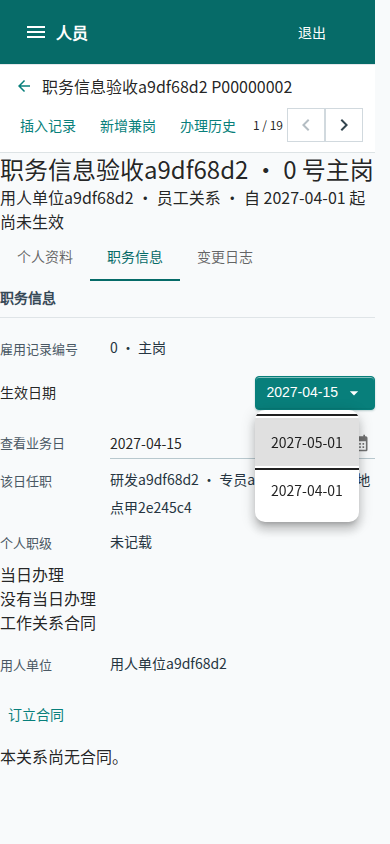 人员
退出
职务信息验收a9df68d2 P00000002
插入记录 新增兼岗 办理历史 1 / 19
职务信息验收a9df68d2 • 0 号主岗
用人单位a9df68d2 • 员工关系 • 自 2027-04-01 起
尚未生效
个人资料 职务信息 变更日志
职务信息
雇用记录编号 0 • 主岗
生效日期 2027-04-15
2027-05-01
2027-04-01
查看业务日 2027-04-15
该日任职 研发a9df68d2 • 专员a 地
点甲2e245c4
个人职级 未记载
当日办理
没有当日办理
工作关系合同
用人单位 用人单位a9df68d2
订立合同
本关系尚无合同。